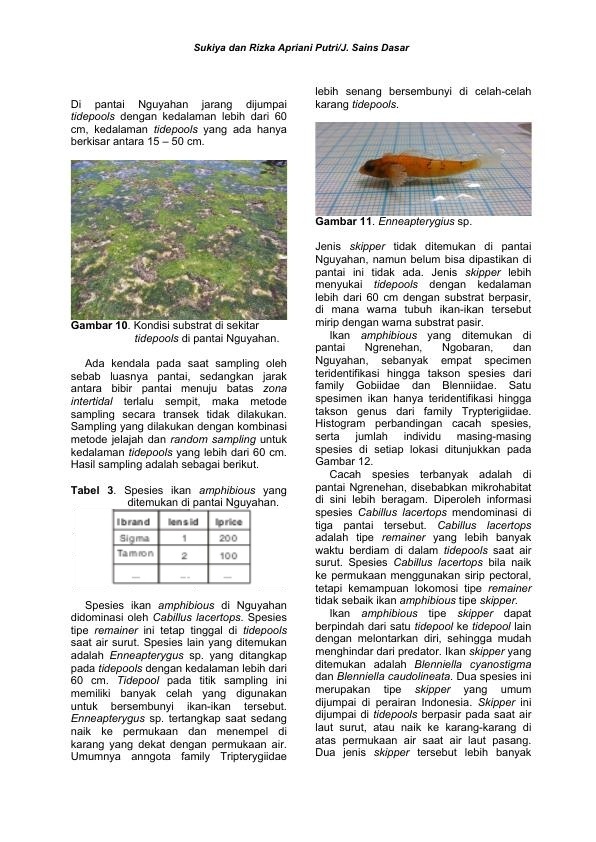 Sukiya dan Rizka Apriani Putri/J. Sains Dasar
Di pantai Nguyahan jarang dijumpai
tidepools dengan kedalaman lebih dari 60
cm, kedalaman tidepools yang ada hanya
berkisar antara 15 – 50 cm.
Gambar 10. Kondisi substrat di sekitar
tidepools di pantai Nguyahan.
Ada kendala pada saat sampling oleh
sebab luasnya pantai, sedangkan jarak
antara bibir pantai menuju batas zona
intertidal terlalu sempit, maka metode
sampling secara transek tidak dilakukan.
Sampling yang dilakukan dengan kombinasi
metode jelajah dan random sampling untuk
kedalaman tidepools yang lebih dari 60 cm.
Hasil sampling adalah sebagai berikut.
Tabel 3. Spesies ikan amphibious yang
ditemukan di pantai Nguyahan.
lbrand lensid lprice
Sigma 1 200
Tamron 2 100
... ... ...
Spesies ikan amphibious di Nguyahan
didominasi oleh Cabillus lacertops. Spesies
tipe remainer ini tetap tinggal di tidepools
saat air surut. Spesies lain yang ditemukan
adalah Enneapterygus sp. yang ditangkap
pada tidepools dengan kedalaman lebih dari
60 cm. Tidepool pada titik sampling ini
memiliki banyak celah yang digunakan
untuk bersembunyi ikan-ikan tersebut.
Enneapterygus sp. tertangkap saat sedang
naik ke permukaan dan menempel di
karang yang dekat dengan permukaan air.
Umumnya anngota family Tripterygiidae
lebih senang bersembunyi di celah-celah
karang tidepools.
Gambar 11. Enneapterygius sp.
Jenis skipper tidak ditemukan di pantai
Nguyahan, namun belum bisa dipastikan di
pantai ini tidak ada. Jenis skipper lebih
menyukai tidepools dengan kedalaman
lebih dari 60 cm dengan substrat berpasir,
di mana warna tubuh ikan-ikan tersebut
mirip dengan warna substrat pasir.
Ikan amphibious yang ditemukan di
pantai Ngrenehan, Ngobaran, dan
Nguyahan, sebanyak empat specimen
teridentifikasi hingga takson spesies dari
family Gobiidae dan Blenniidae. Satu
spesimen ikan hanya teridentifikasi hingga
takson genus dari family Trypterigiidae.
Histogram perbandingan cacah spesies,
serta jumlah individu masing-masing
spesies di setiap lokasi ditunjukkan pada
Gambar 12.
Cacah spesies terbanyak adalah di
pantai Ngrenehan, disebabkan mikrohabitat
di sini lebih beragam. Diperoleh informasi
spesies Cabillus lacertops mendominasi di
tiga pantai tersebut. Cabillus lacertops
adalah tipe remainer yang lebih banyak
waktu berdiam di dalam tidepools saat air
surut. Spesies Cabillus lacertops bila naik
ke permukaan menggunakan sirip pectoral,
tetapi kemampuan lokomosi tipe remainer
tidak sebaik ikan amphibious tipe skipper.
Ikan amphibious tipe skipper dapat
berpindah dari satu tidepool ke tidepool lain
dengan melontarkan diri, sehingga mudah
menghindar dari predator. Ikan skipper yang
ditemukan adalah Blenniella cyanostigma
dan Blenniella caudolineata. Dua spesies ini
merupakan tipe skipper yang umum
dijumpai di perairan Indonesia. Skipper ini
dijumpai di tidepools berpasir pada saat air
laut surut, atau naik ke karang-karang di
atas permukaan air saat air laut pasang.
Dua jenis skipper tersebut lebih banyak